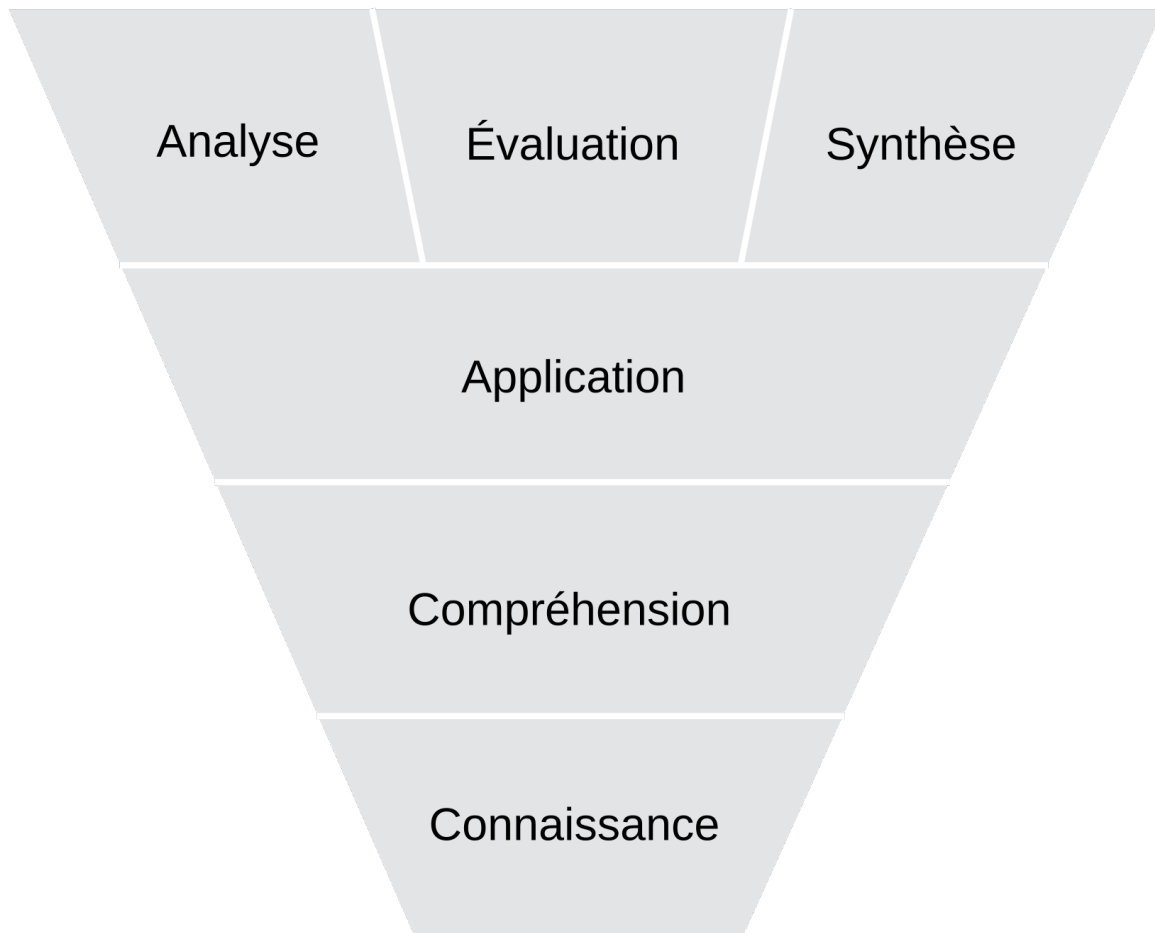 Analyse
Évaluation
Synthèse
Application
Compréhension
Connaissance